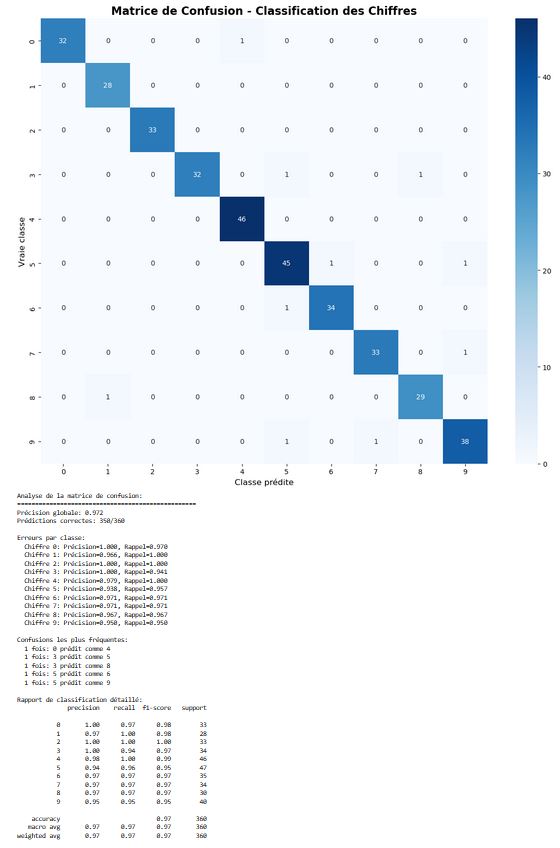 Matrice de Confusion - Classification des Chiffres
0 32 0 0 0 1 0 0 0 0 0
1 0 28 0 0 0 0 0 0 0 0
2 0 0 33 0 0 0 0 0 0 0
3 0 0 0 32 0 1 0 0 1 0
4 0 0 0 0 46 0 0 0 0 0
5 0 0 0 0 0 45 1 0 0 1
6 0 0 0 0 0 1 34 0 0 0
7 0 0 0 0 0 0 0 33 0 1
8 0 1 0 0 0 0 0 0 29 0
9 0 0 0 0 0 1 0 1 0 38
0 1 2 3 4 5 6 7 8 9
Vraie classe
Classe prédite
40
30
20
10
0
Analyse de la matrice de confusion:
==================================================
Précision globale: 0.972
Prédictions correctes: 350/360
Erreurs par classe:
Chiffre 0: Précision=1.000, Rappel=0.970
Chiffre 1: Précision=0.966, Rappel=1.000
Chiffre 2: Précision=1.000, Rappel=1.000
Chiffre 3: Précision=1.000, Rappel=0.941
Chiffre 4: Précision=0.979, Rappel=1.000
Chiffre 5: Précision=0.938, Rappel=0.957
Chiffre 6: Précision=0.971, Rappel=0.971
Chiffre 7: Précision=0.971, Rappel=0.971
Chiffre 8: Précision=0.967, Rappel=0.967
Chiffre 9: Précision=0.950, Rappel=0.950
Confusions les plus fréquentes:
1 fois: 0 prédit comme 4
1 fois: 3 prédit comme 5
1 fois: 3 prédit comme 8
1 fois: 5 prédit comme 6
1 fois: 5 prédit comme 9
Rapport de classification détaillé:
precision recall f1-score support
0 1.00 0.97 0.98 33
1 0.97 1.00 0.98 28
2 1.00 1.00 1.00 33
3 1.00 0.94 0.97 34
4 0.98 1.00 0.99 46
5 0.94 0.96 0.95 47
6 0.97 0.97 0.97 35
7 0.97 0.97 0.97 34
8 0.97 0.97 0.97 30
9 0.95 0.95 0.95 40
accuracy 0.97 360
macro avg 0.97 0.97 0.97 360
weighted avg 0.97 0.97 0.97 360